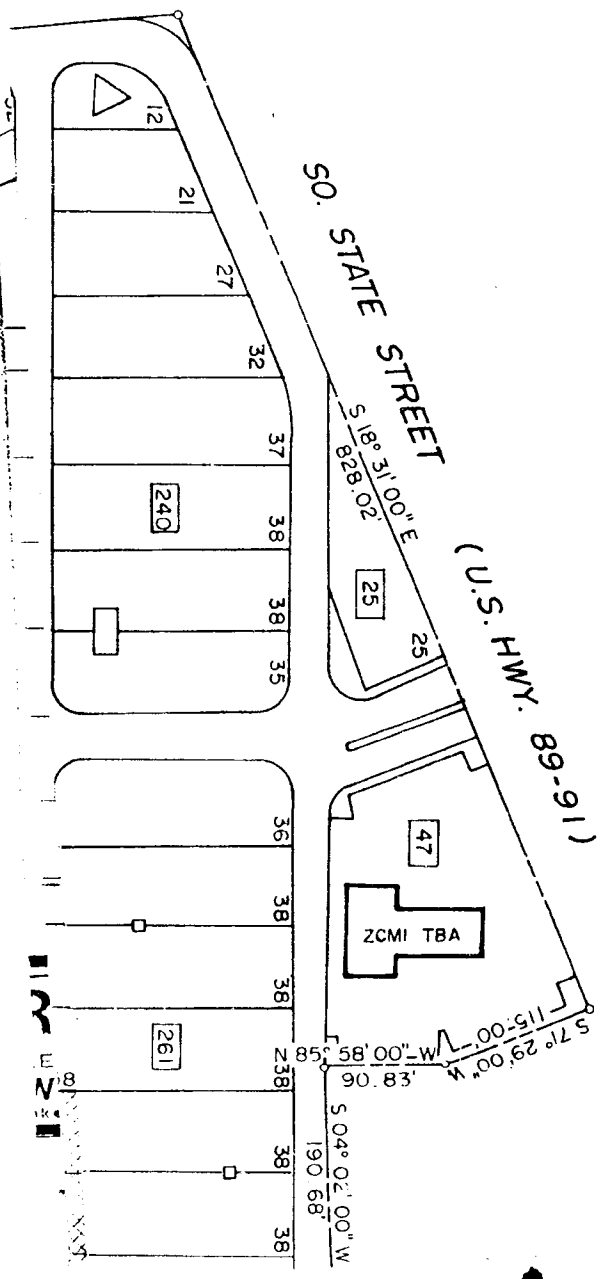 SO. STATE STREET
(U.S. HWY. 89-91)
S 18° 31' 00" E
828.02'
12
21
27
32
37
38
38
35
240
25
25
47
ZCMI TBA
115.00'
S 71° 29' 00" W
N 85° 58' 00" W
90.83'
S 04° 02' 00" W
190.68'
36
38
38
38
38
38
261
E